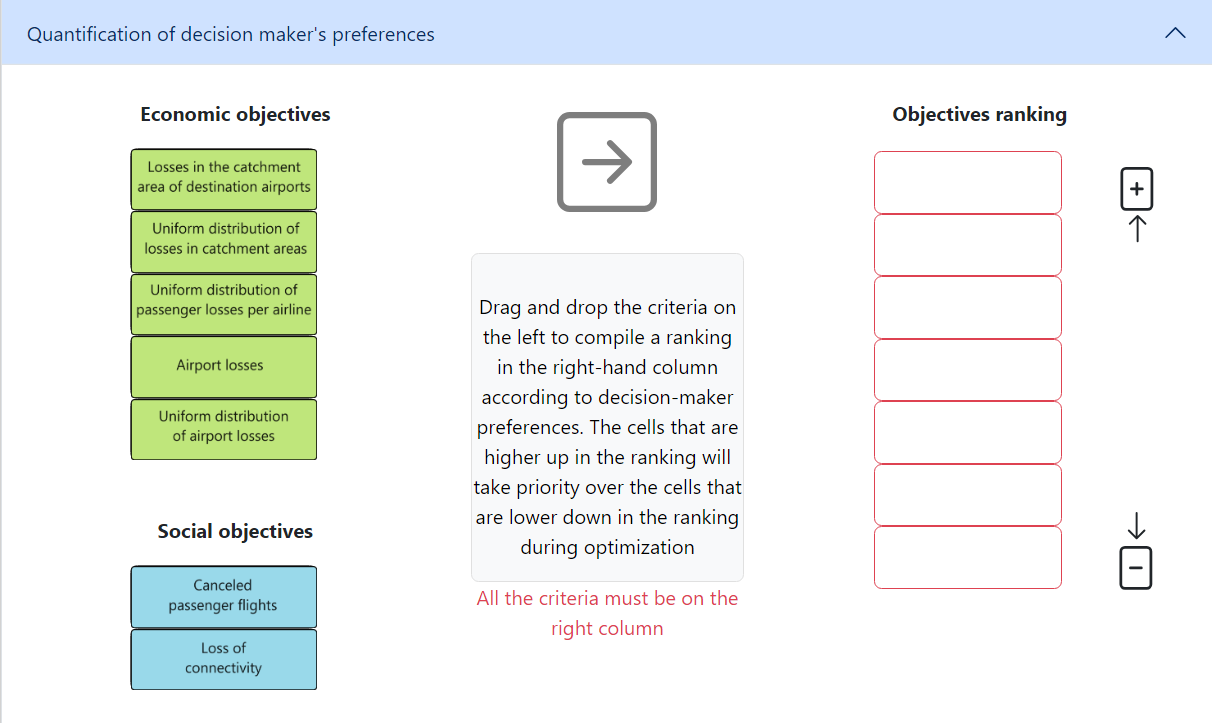 Quantification of decision maker's preferences
Economic objectives
Losses in the catchment
area of destination airports
Uniform distribution of
losses in catchment areas
Uniform distribution of
passenger losses per airline
Airport losses
Uniform distribution
of airport losses
Social objectives
Canceled
passenger flights
Loss of
connectivity
Drag and drop the criteria on
the left to compile a ranking
in the right-hand column
according to decision-maker
preferences. The cells that are
higher up in the ranking will
take priority over the cells that
are lower down in the ranking
during optimization
All the criteria must be on the
right column
Objectives ranking
+
-